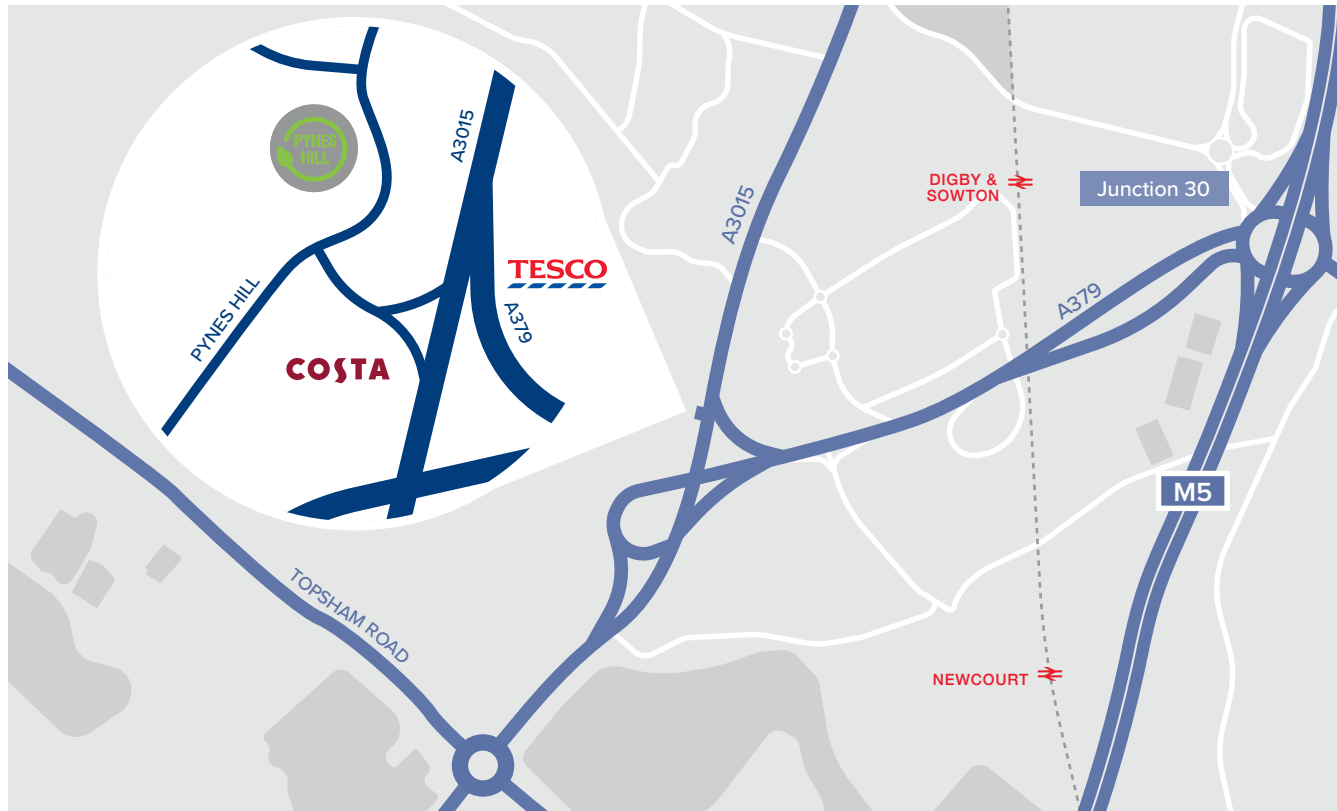 A3015
PYNES
HILL
TESCO
A379
PYNES HILL
COSTA
A3015
DIGBY &
SOWTON
Junction 30
A379
M5
TOPSHAM ROAD
NEWCOURT